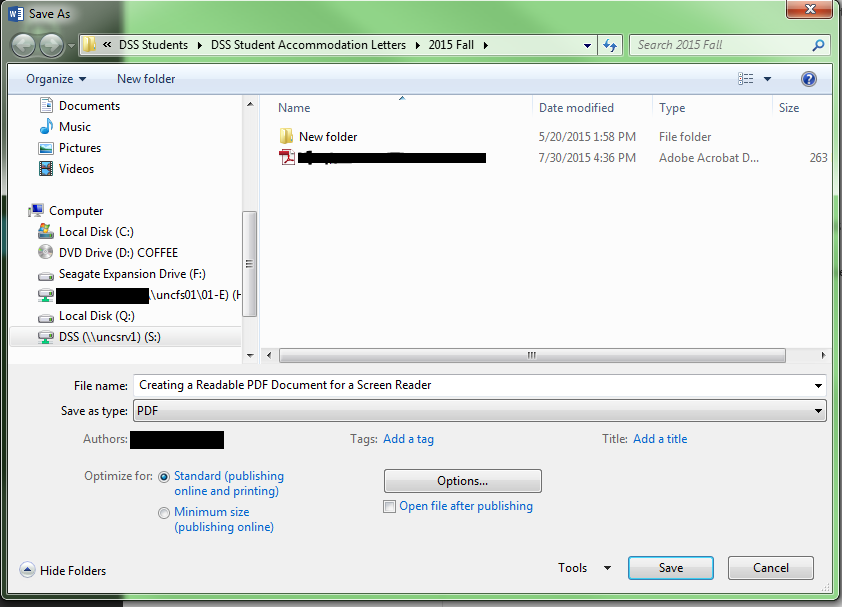 Save As
« DSS Students ▸ DSS Student Accommodation Letters ▸ 2015 Fall ▸
Search 2015 Fall
Organize New folder
Documents
Music
Pictures
Videos
Computer
Local Disk (C:)
DVD Drive (D:) COFFEE
Seagate Expansion Drive (F:)
\\uncfs01\01-E) (H
Local Disk (Q:)
DSS (\\uncsrv1) (S:)
Name Date modified Type Size
New folder 5/20/2015 1:58 PM File folder
7/30/2015 4:36 PM Adobe Acrobat D... 263
File name: Creating a Readable PDF Document for a Screen Reader
Save as type: PDF
Authors: Tags: Add a tag Title: Add a title
Optimize for: Standard (publishing
online and printing)
Minimum size
(publishing online)
Options...
Open file after publishing
Hide Folders Tools Save Cancel